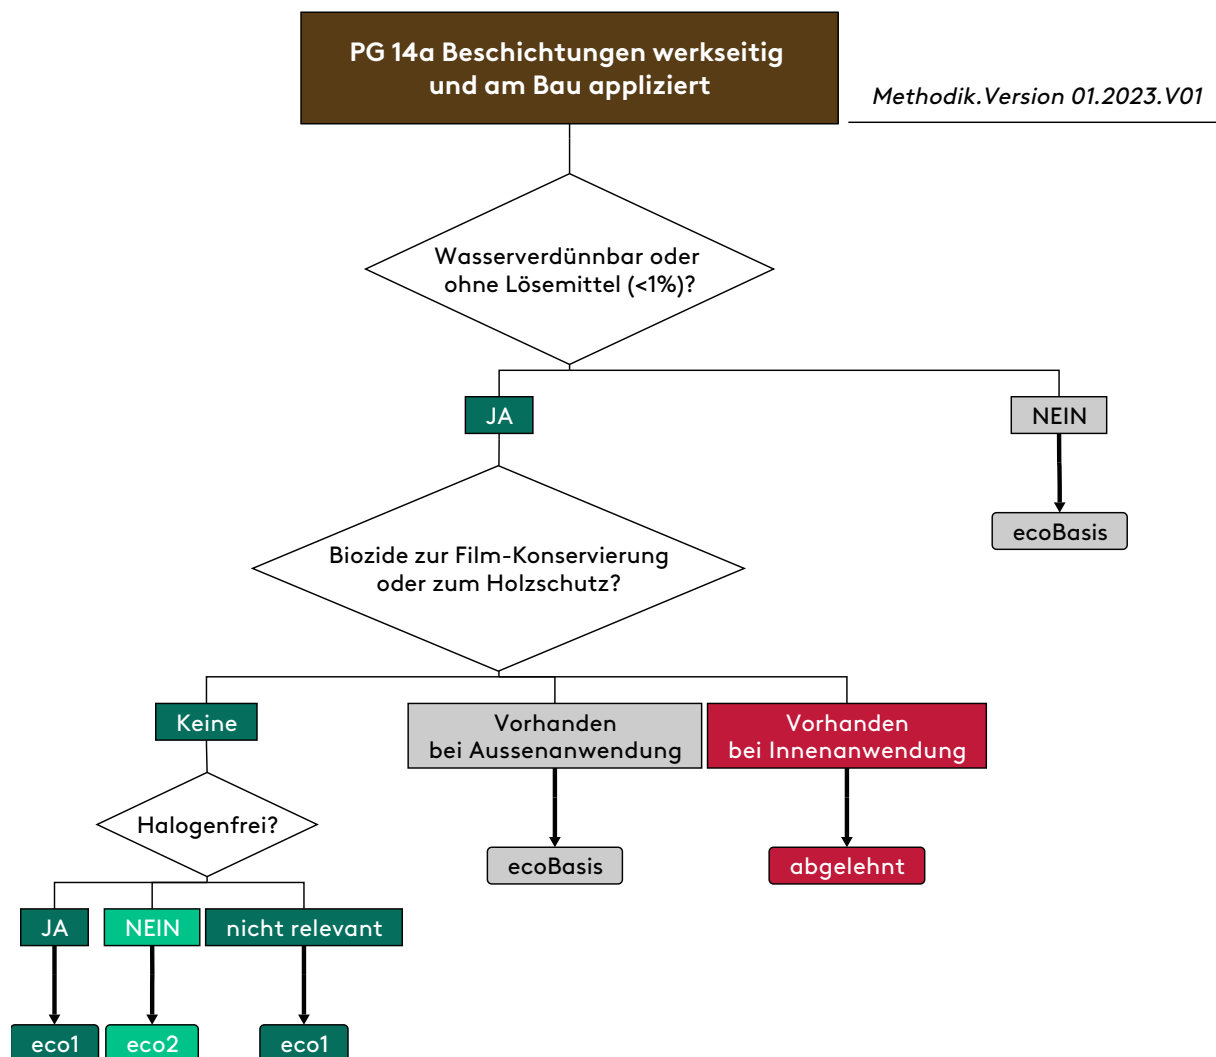 PG 14a Beschichtungen werkseitig
und am Bau appliziert
Methodik.Version 01.2023.V01
Wasserverdünnbar oder
ohne Lösemittel (<1%)?
JA
NEIN
ecoBasis
Biozide zur Film-Konservierung
oder zum Holzschutz?
Keine
Vorhanden
bei Aussenanwendung
Vorhanden
bei Innenanwendung
Halogenfrei?
ecoBasis
abgelehnt
JA
NEIN
nicht relevant
eco1
eco2
eco1